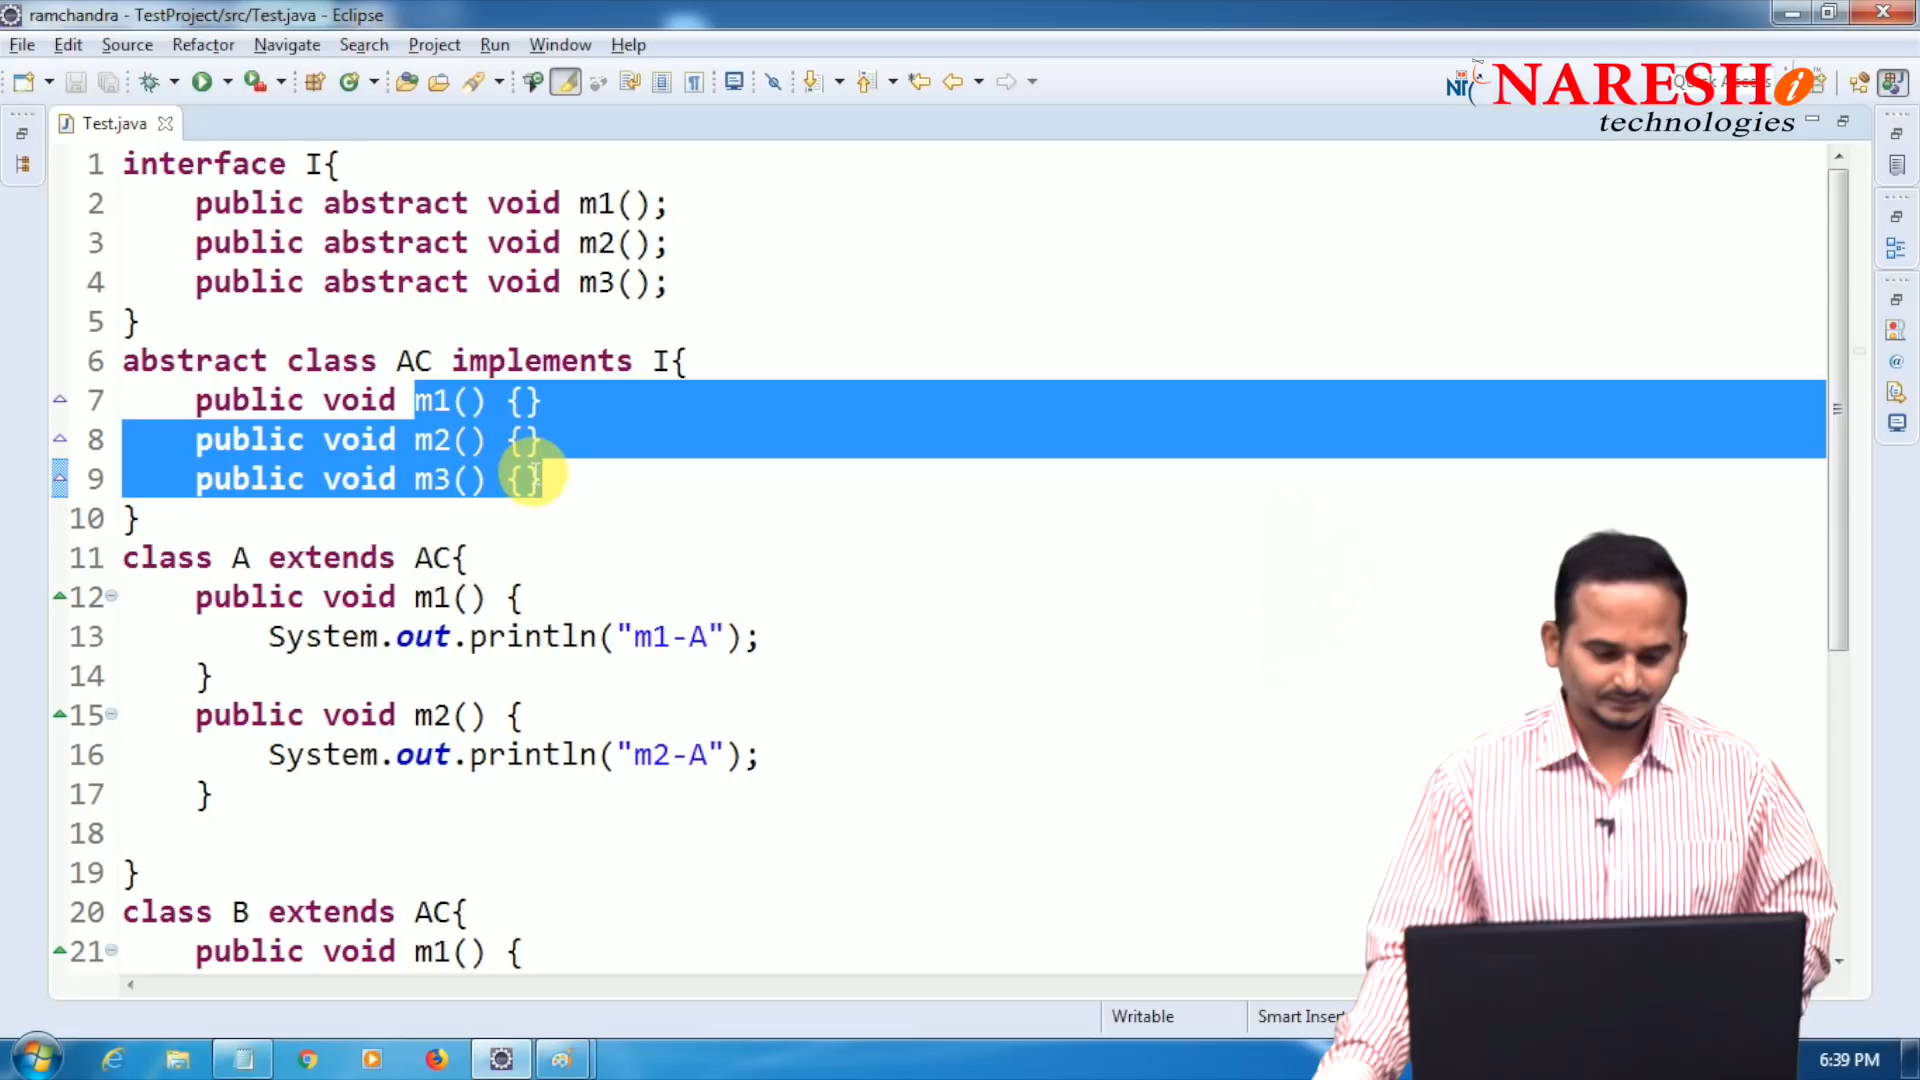 ramchandra - TestProject/src/Test.java - Eclipse
File Edit Source Refactor Navigate Search Project Run Window Help
NARESH i
technologies
Test.java
1 interface I{
2 public abstract void m1();
3 public abstract void m2();
4 public abstract void m3();
5 }
6 abstract class AC implements I{
7 public void m1() {}
8 public void m2() {}
9 public void m3() {}
10 }
11 class A extends AC{
12 public void m1() {
13 System.out.println("m1-A");
14 }
15 public void m2() {
16 System.out.println("m2-A");
17 }
18
19 }
20 class B extends AC{
21 public void m1() {
Writable Smart Insert
6:39 PM